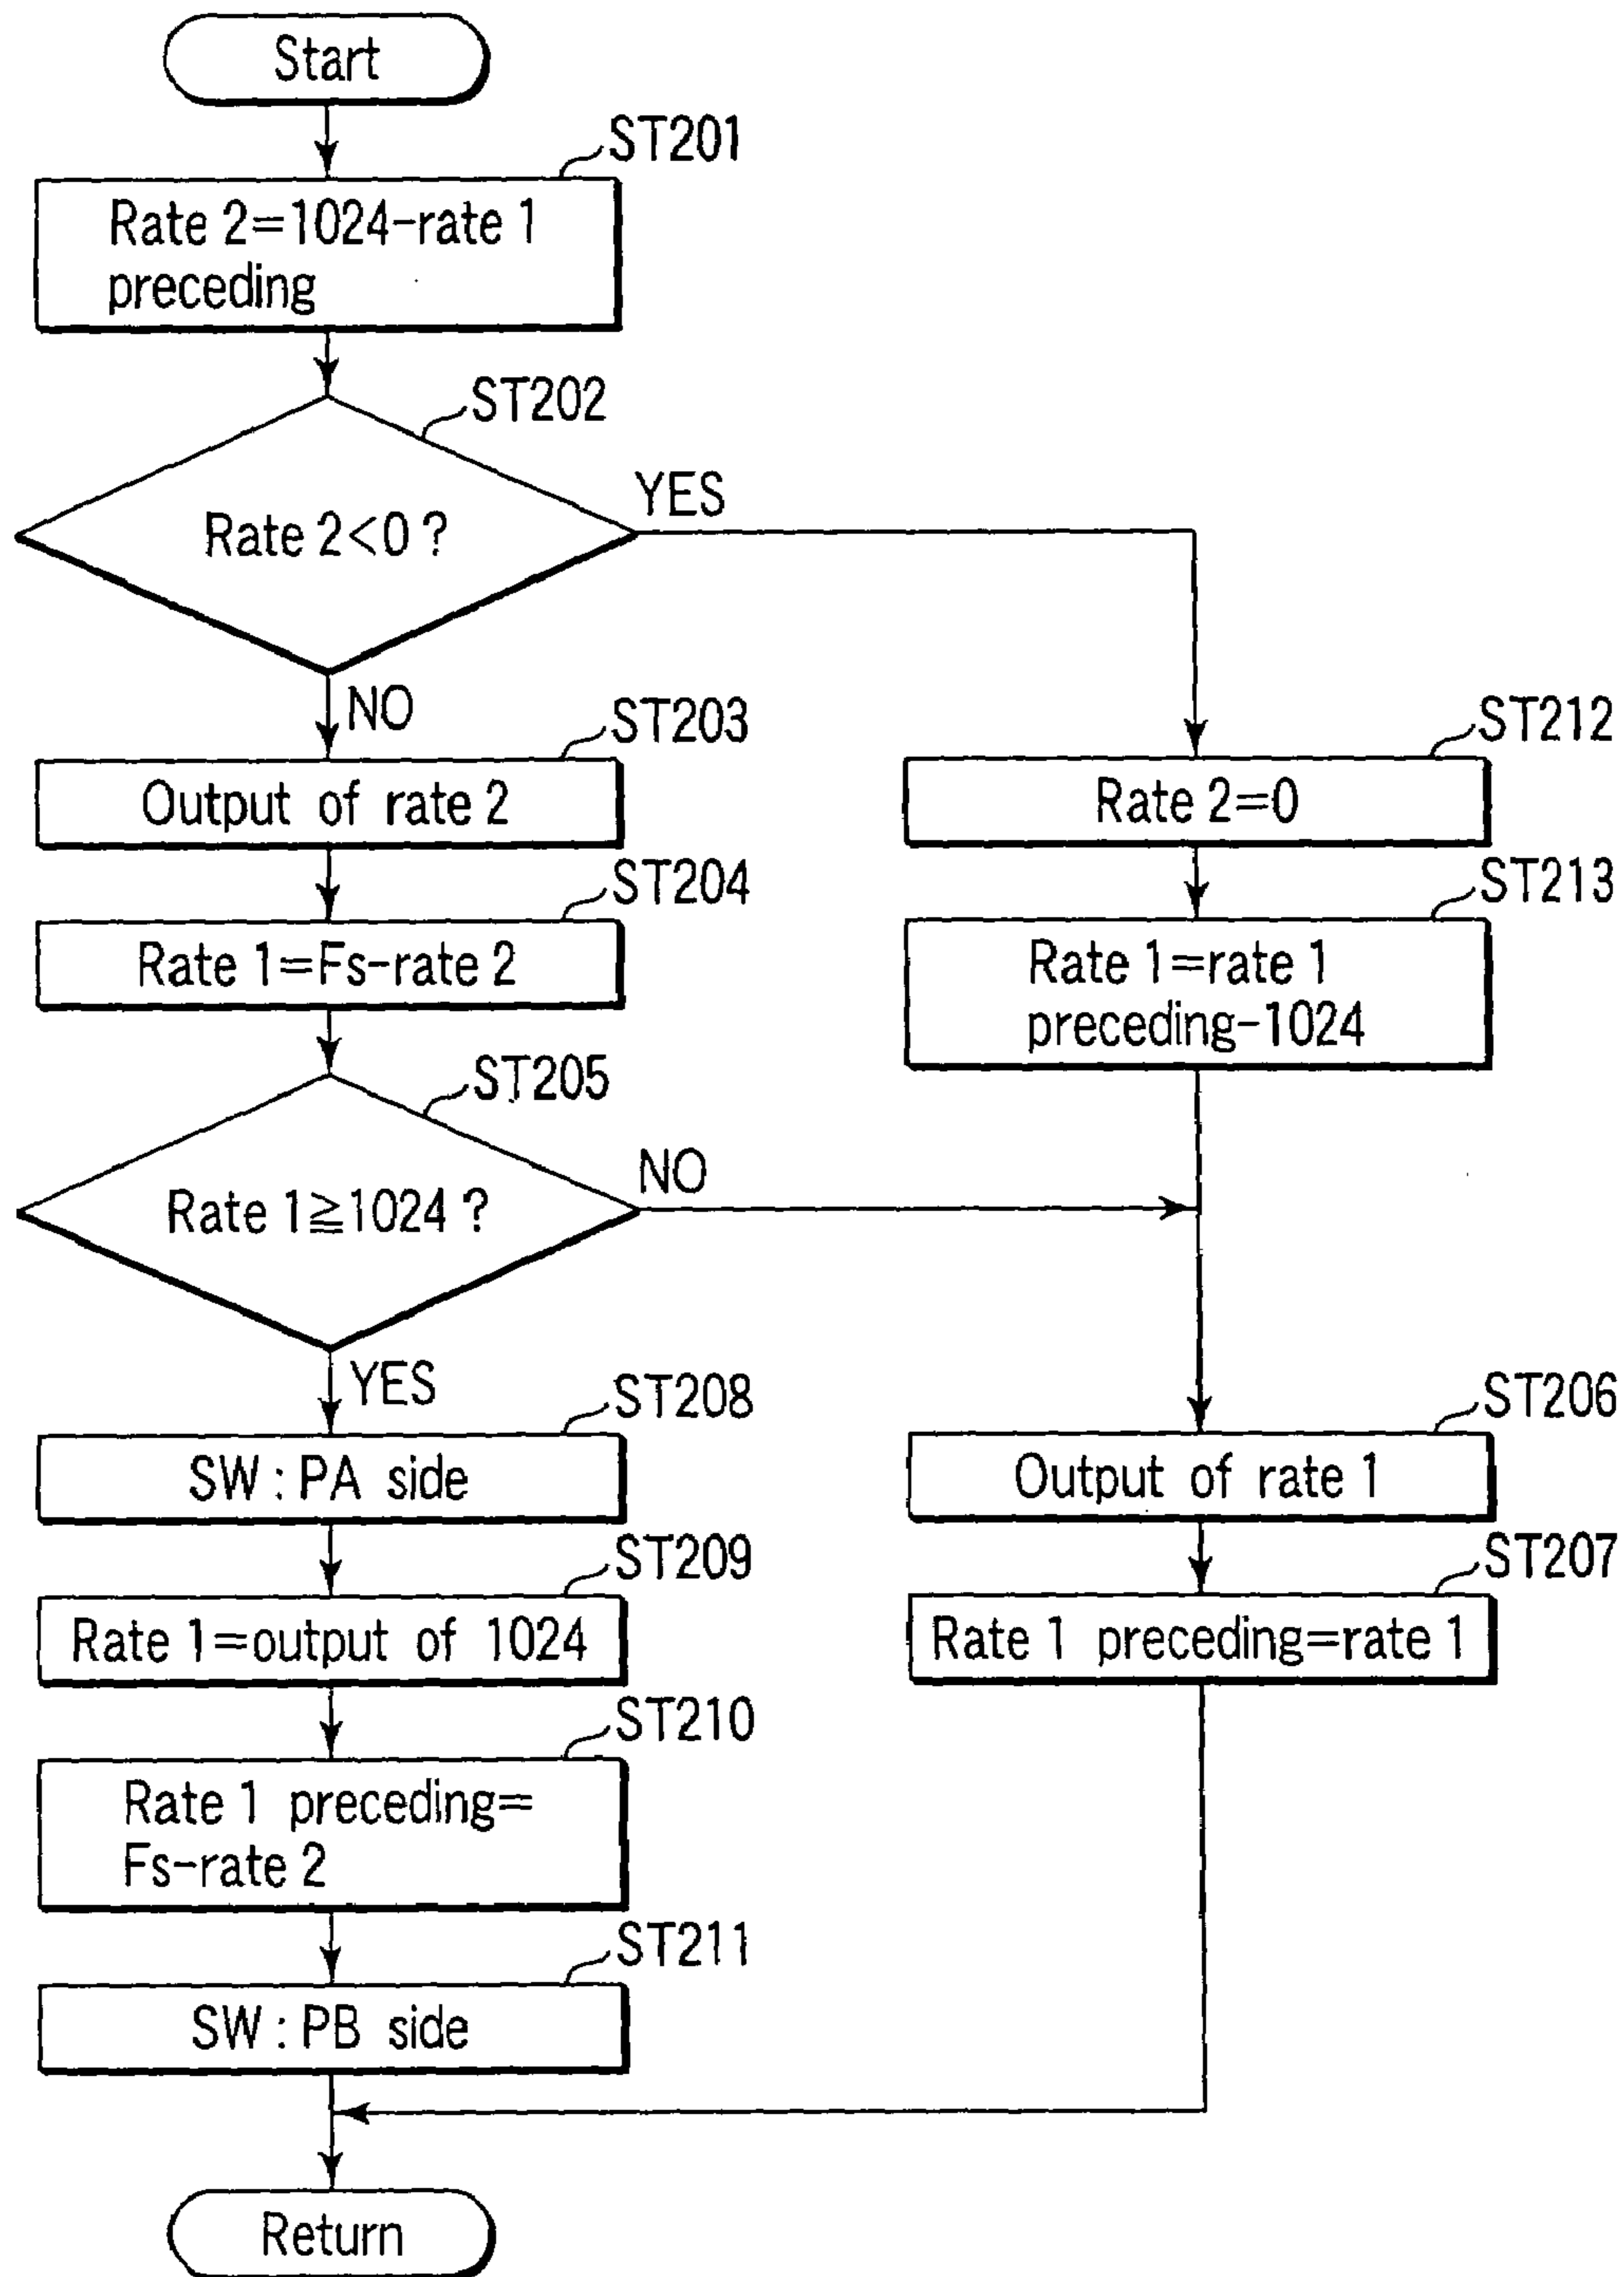 Start
ST201
Rate 2=1024-rate 1
preceding
ST202
Rate 2<0 ?
YES
NO
ST203
Output of rate 2
ST204
Rate 1=Fs-rate 2
ST205
Rate 1≧1024 ?
NO
YES
ST208
SW : PA side
ST209
Rate 1=output of 1024
ST210
Rate 1 preceding=
Fs-rate 2
ST211
SW : PB side
ST212
Rate 2=0
ST213
Rate 1=rate 1
preceding-1024
ST206
Output of rate 1
ST207
Rate 1 preceding=rate 1
Return